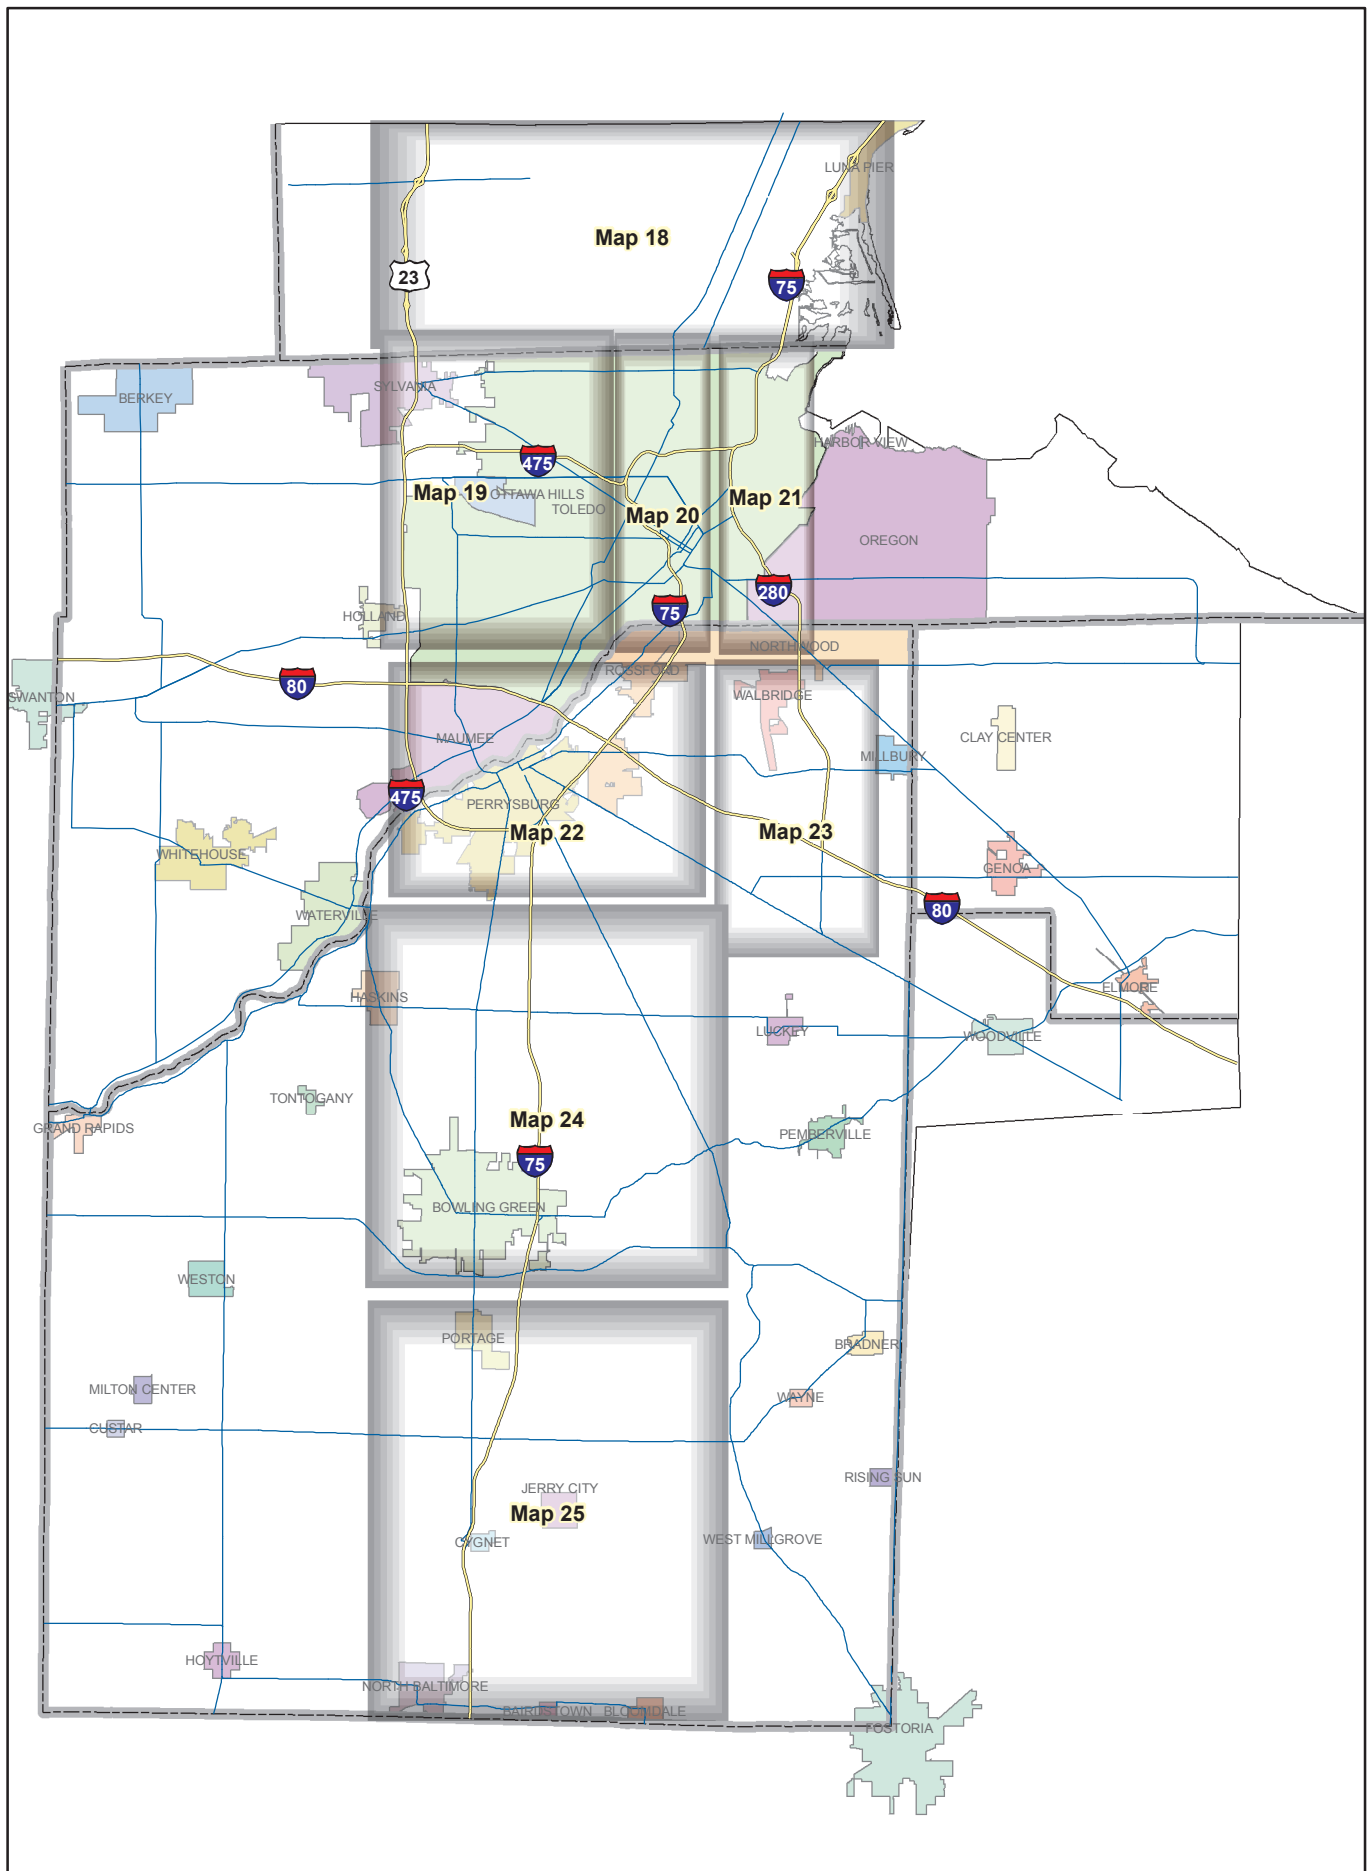 LUNA PIER
Map 18
23
75
SYLVANIA
BERKEY
HARBOR VIEW
475
Map 19
OTTAWA HILLS
Map 21
TOLEDO
Map 20
OREGON
280
75
HOLLAND
NORTHWOOD
ROSSFORD
80
SWANTON
WALBRIDGE
MAUMEE
CLAY CENTER
MILLBURY
475
PERRYSBURG
Map 22
Map 23
WHITEHOUSE
GENOA
80
WATERVILLE
ELMORE
HASKINS
LUCKEY
WOODVILLE
TONTOGANY
Map 24
GRAND RAPIDS
PEMBERVILLE
75
BOWLING GREEN
WESTON
PORTAGE
BRADNER
MILTON CENTER
WAYNE
CUSTAR
RISING SUN
JERRY CITY
Map 25
CYGNET
WEST MILLGROVE
HOYTVILLE
NORTH BALTIMORE
BAIRDSTOWN
BLOOMDALE
FOSTORIA